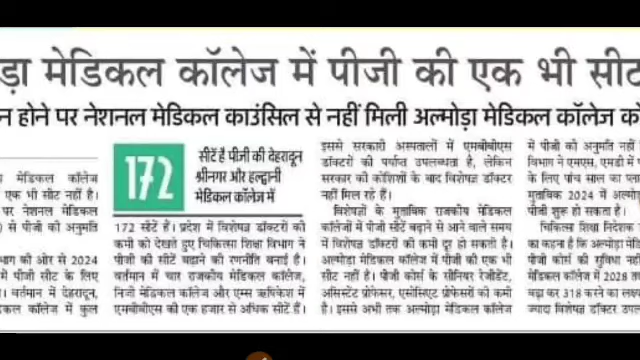 ड़ा मेडिकल कॉलेज में पीजी की एक भी सीट
न होने पर नेशनल मेडिकल काउंसिल से नहीं मिली अल्मोड़ा मेडिकल कॉलेज को
मेडिकल कॉलेज
एक भी सीट नहीं है।
पर नेशनल मेडिकल
) से पीजी की अनुमति
भाग की ओर से 2024
में पीजी सीट के लिए
। वर्तमान में देहरादून,
कल कॉलेज में कुल
172
सीटें है पीजी की देहरादून
श्रीनगर और हल्द्वानी
मेडिकल कॉलेज में
172 सीटें हैं। प्रदेश में विशेषज्ञ डॉक्टरों की
कमी को देखते हुए चिकित्सा शिक्षा विभाग ने
पीजी की सीटें बढ़ाने की रणनीति बनाई है।
वर्तमान में चार राजकीय मेडिकल कॉलेज,
निजी मेडिकल कॉलेज और एम्स ऋषिकेश में
एमबीबीएस की एक हजार से अधिक सीटें हैं।
इससे सरकारी अस्पतालों में एमबीबीएस
डॉक्टरों की पर्याप्त उपलब्धता है, लेकिन
सरकार को कोशिशों के बाद विशेषज्ञ डॉक्टर
नहीं मिल रहे हैं।
विशेषज्ञों के मुताबिक राजकीय मेडिकल
कॉलेजों में पीजी सीटें बढ़ाने से आने वाले समय
में विशेषज्ञ डॉक्टरों की कमी दूर हो सकती है।
अल्मोड़ा मेडिकल कॉलेज में पीजी की एक भी
सीट नहीं है। पीजी कोर्स के सीनियर रेजीडेंट,
असिस्टेंट प्रोफेसर, एसोसिएट प्रोफेसरों की कमी
है। इससे अभी तक अल्मोड़ा मेडिकल कॉलेज
में पीजी की अनुमति नहीं
विभाग ने एमएस, एमडी में प
के लिए पांच साल का प्ला
मुताबिक 2024 में अल्मोड़
पीजी शुरू हो सकता है।
चिकित्सा शिक्षा निदेशक
का कहना है कि अल्मोड़ा मेडि
पीजी कोर्स की सुविधा नहीं
मेडिकल कॉलेज में 2028 त
बढ़ा कर 318 करने का लक्ष
ज्यादा विशेषज्ञ डॉक्टर उपल